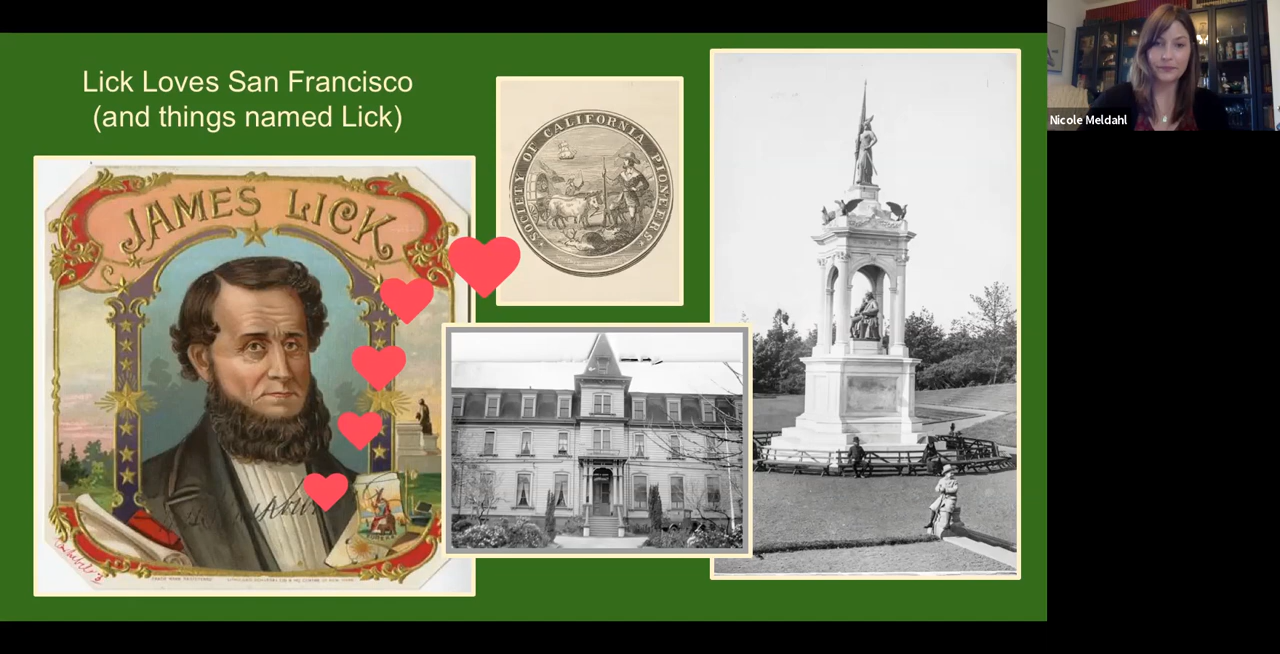 Lick Loves San Francisco
(and things named Lick)
JAMES LICK
SOCIETY OF CALIFORNIA PIONEERS
Nicole Meldahl